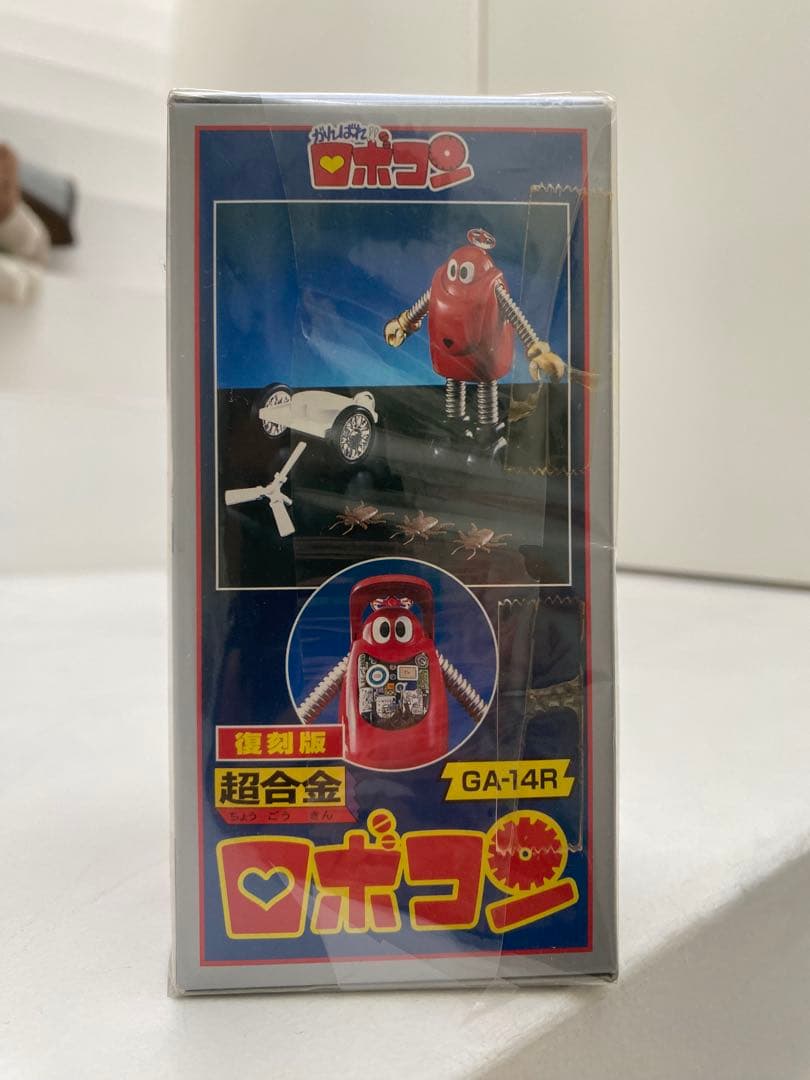 がんばれ!!
ロボコン
復刻版
超合金
ちょう ごう きん
GA-14R
ロボコン